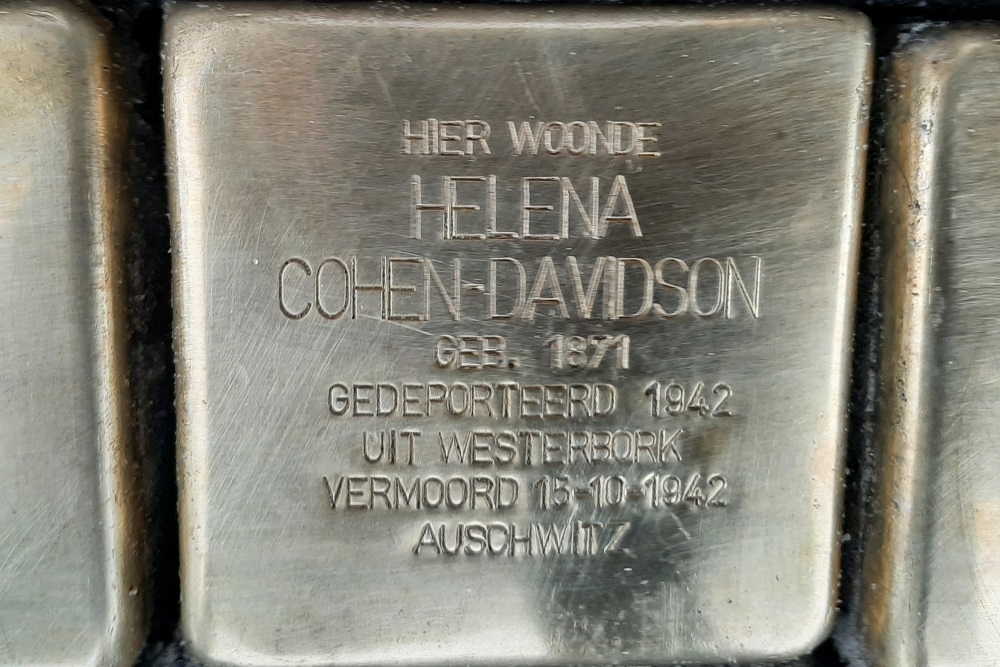 HIER WOONDE
HELENA
COHEN-DAVIDSON
GEB. 1871
GEDEPORTEERD 1942
UIT WESTERBORK
VERMOORD 15-10-1942
AUSCHWITZ